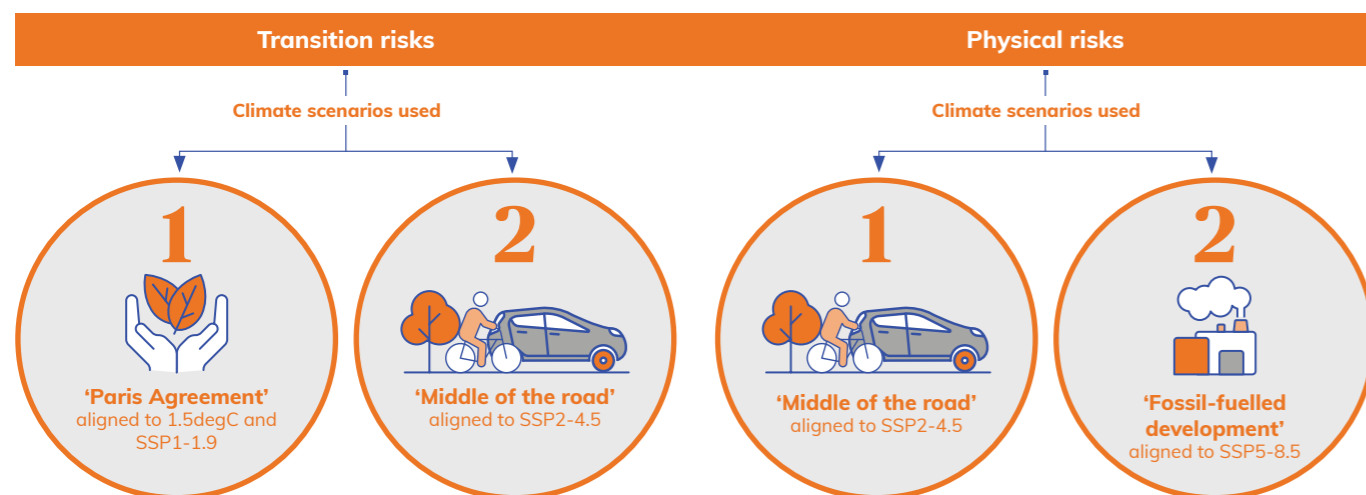 Transition risks
Physical risks
Climate scenarios used
Climate scenarios used
1
‘Paris Agreement’
aligned to 1.5degC and
SSP1-1.9
2
‘Middle of the road’
aligned to SSP2-4.5
1
‘Middle of the road’
aligned to SSP2-4.5
2
‘Fossil-fuelled
development’
aligned to SSP5-8.5